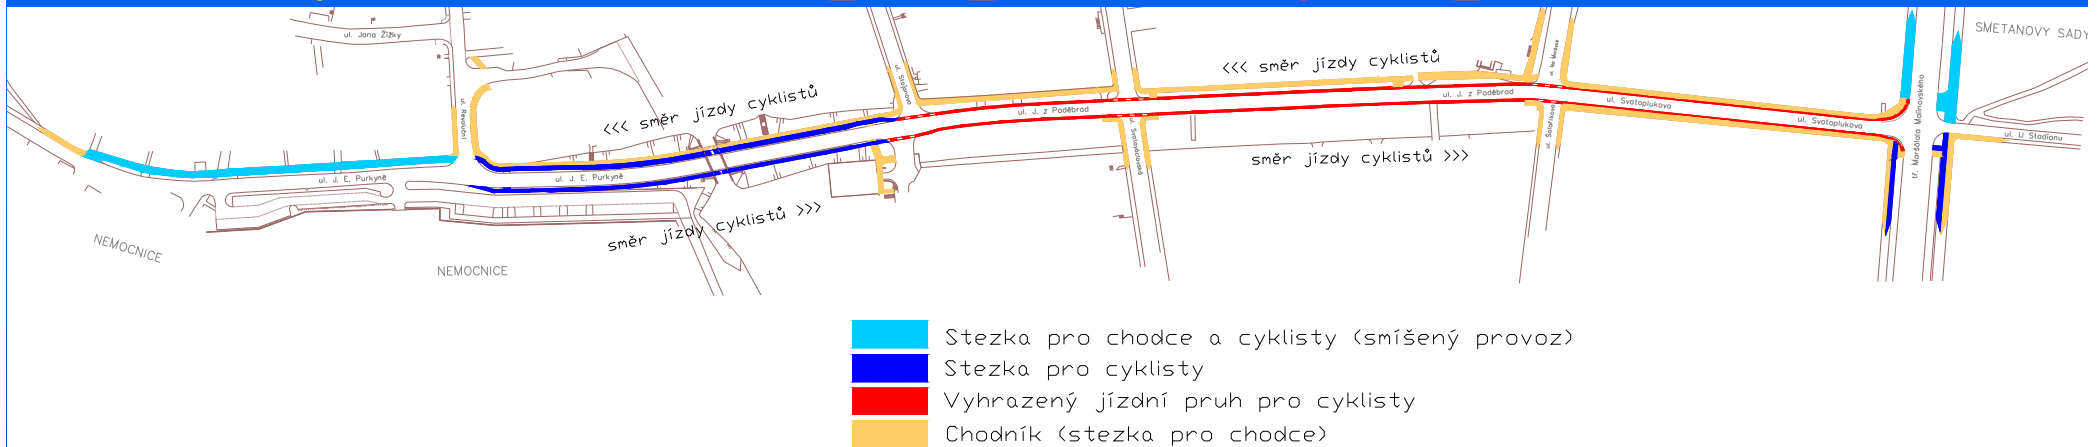 SMETANOVY SADY
ul. Jana Žižky
<<< směr jízdy cyklistů
<<< směr jízdy cyklistů
ul. Revoluční
ul. J. z Poděbrad
ul. J. z Poděbrad
ul. Svatoplukova
ul. Svatoplukova
tř. Maršála Malinovského
ul. U Stadionu
směr jízdy cyklistů >>>
ul. J. E. Purkyně
ul. J. E. Purkyně
směr jízdy cyklistů >>>
NEMOCNICE
NEMOCNICE
Stezka pro chodce a cyklisty (smíšený provoz)
Stezka pro cyklisty
Vyhrazený jízdní pruh pro cyklisty
Chodník (stezka pro chodce)